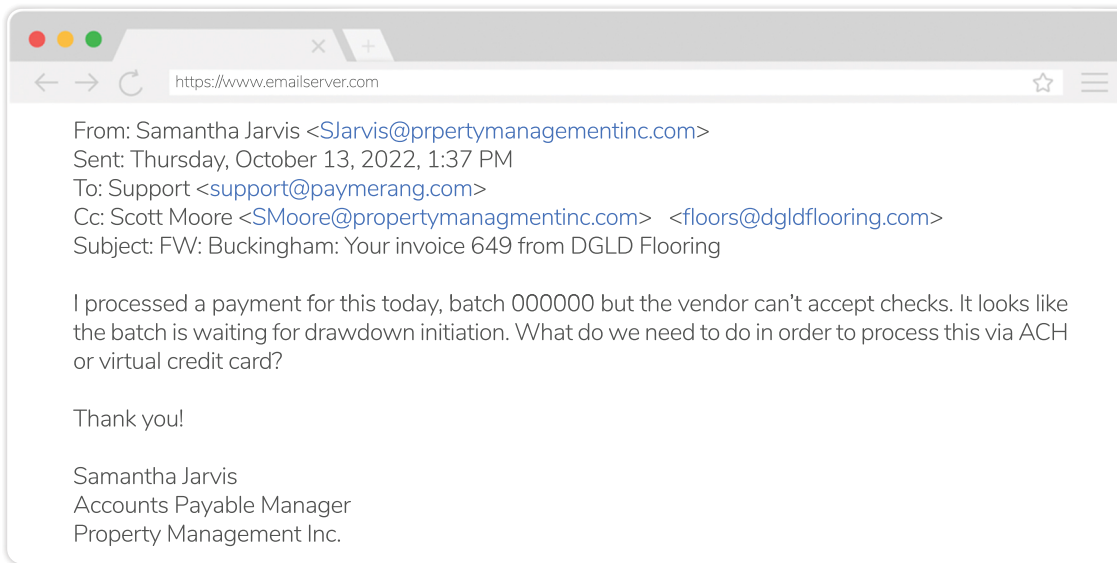 https://www.emailserver.com
From: Samantha Jarvis <SJarvis@prpertymanagementinc.com>
Sent: Thursday, October 13, 2022, 1:37 PM
To: Support <support@paymerang.com>
Cc: Scott Moore <SMoore@propertymanagmentinc.com> <floors@dgldflooring.com>
Subject: FW: Buckingham: Your invoice 649 from DGLD Flooring
I processed a payment for this today, batch 000000 but the vendor can't accept checks. It looks like
the batch is waiting for drawdown initiation. What do we need to do in order to process this via ACH
or virtual credit card?
Thank you!
Samantha Jarvis
Accounts Payable Manager
Property Management Inc.